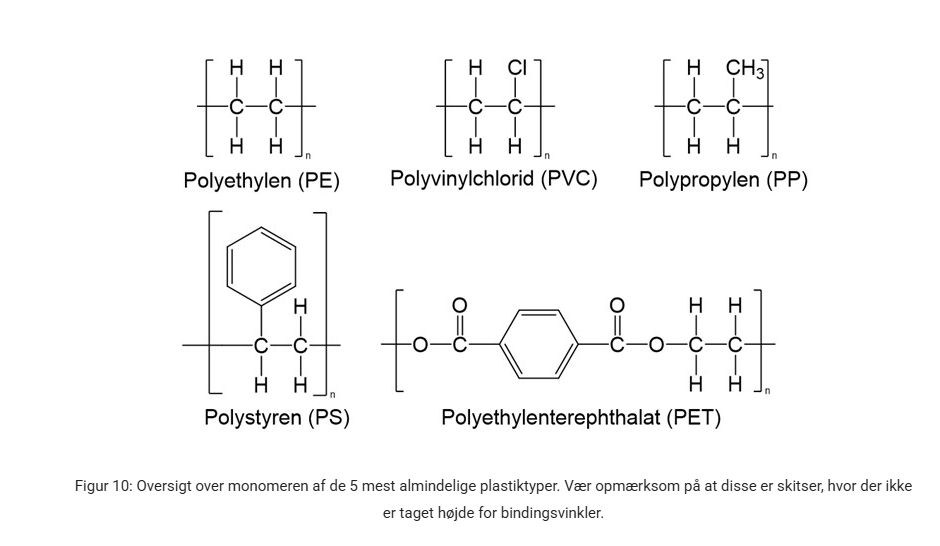 H H H Cl H CH3
C C C C C C
H H n H H n H H n
Polyethylen (PE) Polyvinylchlorid (PVC) Polypropylen (PP)
H O O H H
C C O C C O C C
H H n H H n
Polystyren (PS) Polyethylenterephthalat (PET)
Figur 10: Oversigt over monomeren af de 5 mest almindelige plastiktyper. Vær opmærksom på at disse er skitser, hvor der ikke
er taget højde for bindingsvinkler.